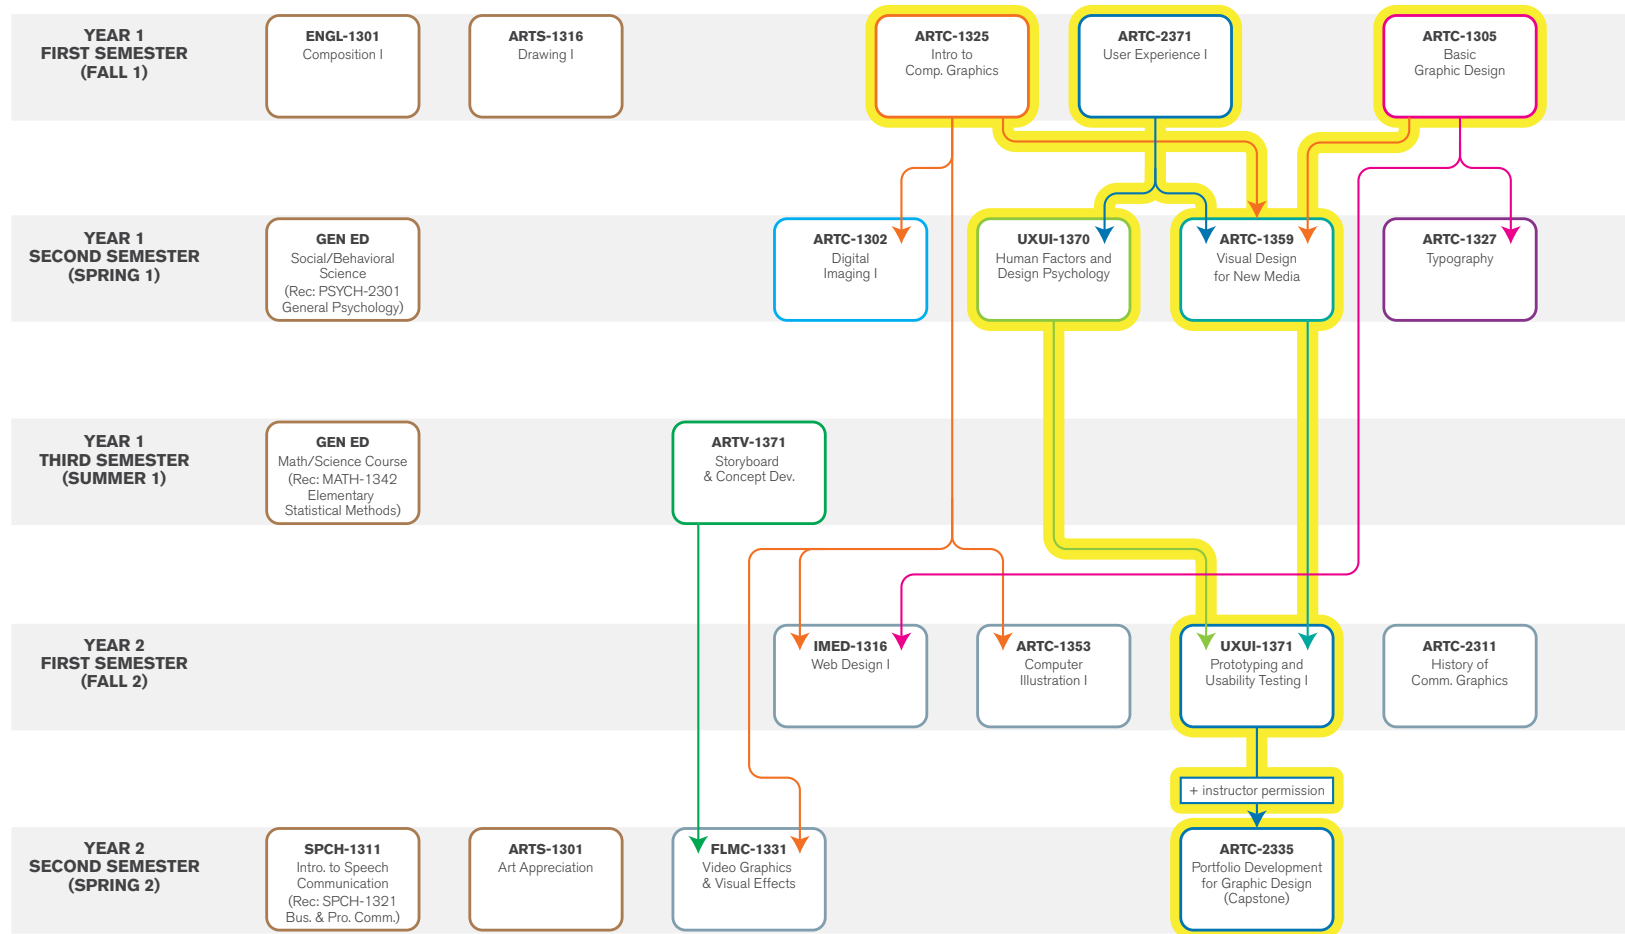 YEAR 1
FIRST SEMESTER
(FALL 1)
ENGL-1301
Composition I
ARTS-1316
Drawing I
ARTC-1325
Intro to
Comp. Graphics
ARTC-2371
User Experience I
ARTC-1305
Basic
Graphic Design
YEAR 1
SECOND SEMESTER
(SPRING 1)
GEN ED
Social/Behavioral
Science
(Rec: PSYCH-2301
General Psychology)
ARTC-1302
Digital
Imaging I
UXUI-1370
Human Factors and
Design Psychology
ARTC-1359
Visual Design
for New Media
ARTC-1327
Typography
YEAR 1
THIRD SEMESTER
(SUMMER 1)
GEN ED
Math/Science Course
(Rec: MATH-1342
Elementary
Statistical Methods)
ARTV-1371
Storyboard
& Concept Dev.
YEAR 2
FIRST SEMESTER
(FALL 2)
IMED-1316
Web Design I
ARTC-1353
Computer
Illustration I
UXUI-1371
Prototyping and
Usability Testing I
ARTC-2311
History of
Comm. Graphics
+ instructor permission
YEAR 2
SECOND SEMESTER
(SPRING 2)
SPCH-1311
Intro. to Speech
Communication
(Rec: SPCH-1321
Bus. & Pro. Comm.)
ARTS-1301
Art Appreciation
FLMC-1331
Video Graphics
& Visual Effects
ARTC-2335
Portfolio Development
for Graphic Design
(Capstone)